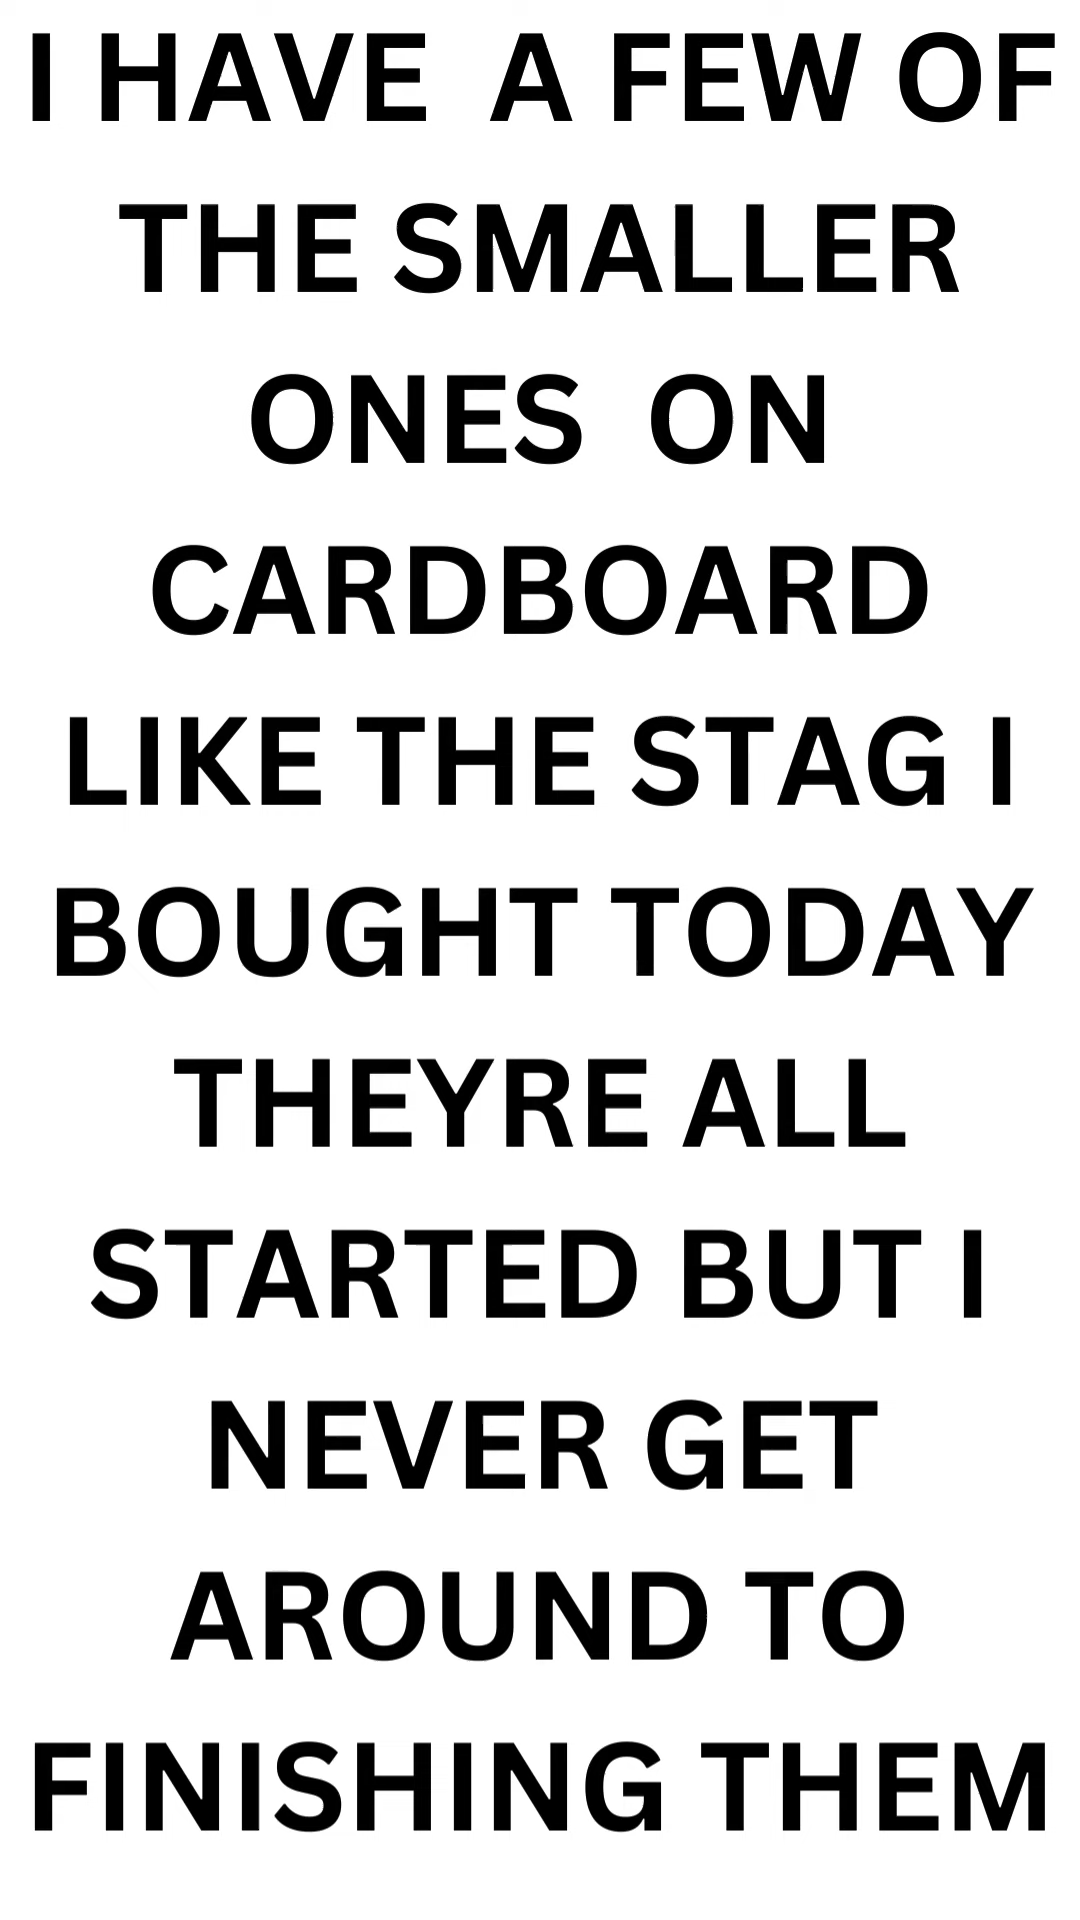 I HAVE  A FEW OF
THE SMALLER
ONES  ON
CARDBOARD
LIKE THE STAG I
BOUGHT TODAY
THEYRE ALL
STARTED BUT I
NEVER GET
AROUND TO
FINISHING THEM